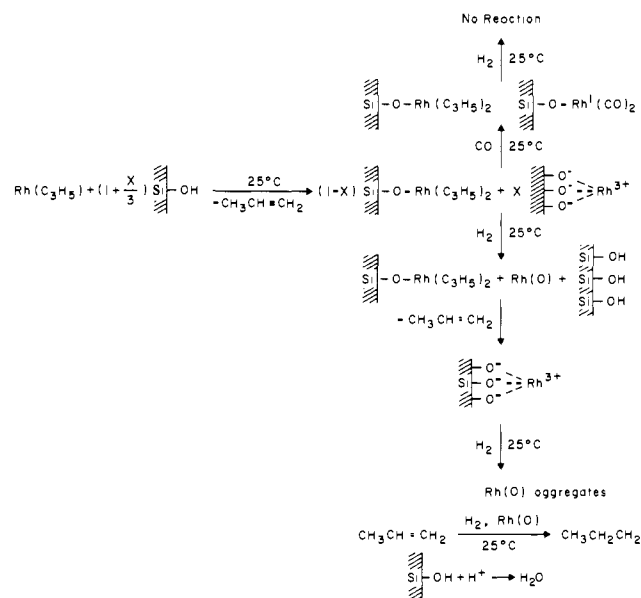 No Reaction
H₂ 25°C
Si-O-Rh(C₃H₅)₂ Si-O-Rhᴵ(CO)₂
CO 25°C
Rh(C₃H₅)+(1+X/3) Si-OH 25°C -CH₃CH=CH₂ (1-X) Si-O-Rh(C₃H₅)₂ + X O⁻ O⁻ O⁻ Rh³⁺
H₂ 25°C
Si-O-Rh(C₃H₅)₂ + Rh(O) + Si-OH Si-OH Si-OH
-CH₃CH=CH₂
Si O⁻ O⁻ O⁻ Rh³⁺
H₂ 25°C
Rh(O) aggregates
CH₃CH=CH₂ H₂, Rh(O) 25°C CH₃CH₂CH₂
Si-OH+H⁺→H₂O